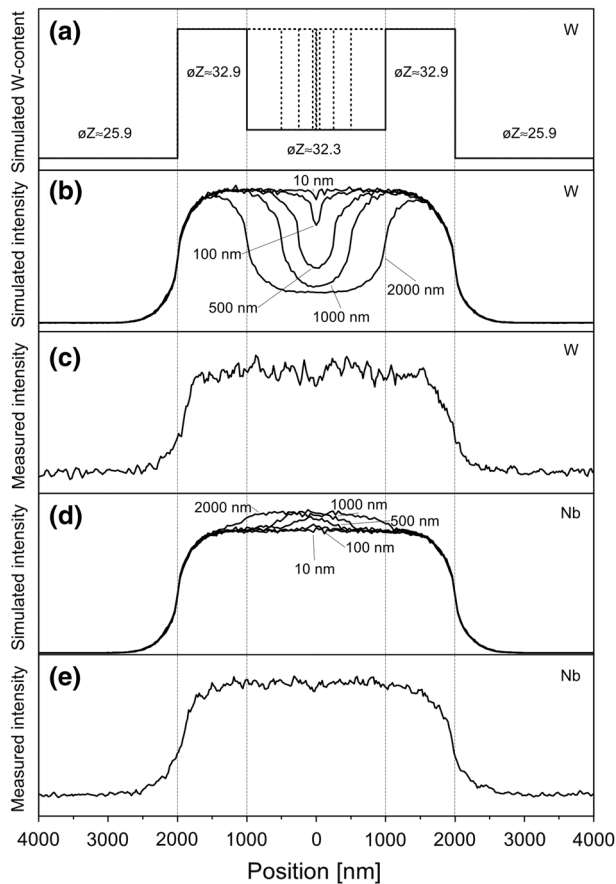 (a)
W
Simulated W-content
øZ≈32.9
øZ≈32.9
øZ≈25.9
øZ≈32.3
øZ≈25.9
(b)
W
Simulated intensity
10 nm
100 nm
500 nm
1000 nm
2000 nm
(c)
W
Measured intensity
(d)
Nb
Simulated intensity
2000 nm
1000 nm
500 nm
100 nm
10 nm
(e)
Nb
Measured intensity
4000 3000 2000 1000 0 1000 2000 3000 4000
Position [nm]